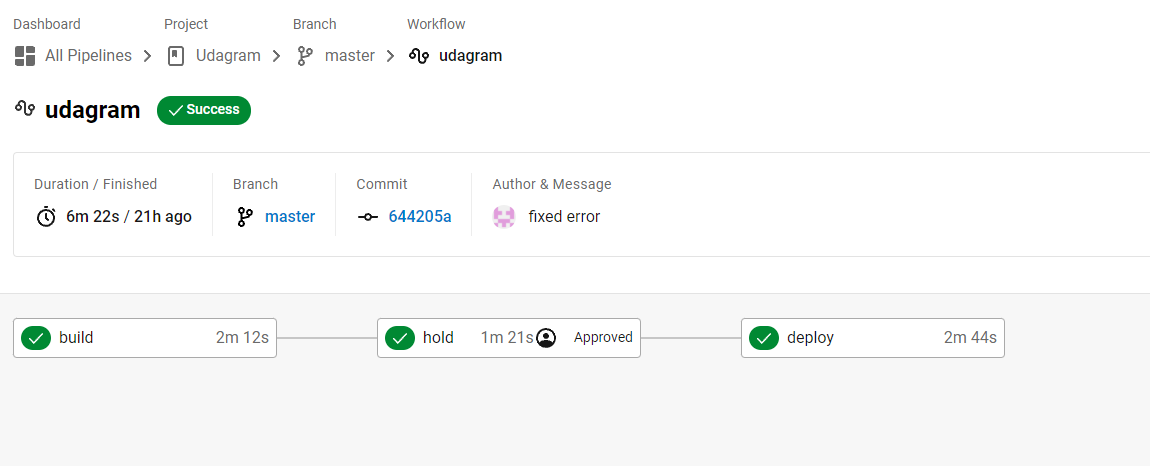 Dashboard Project Branch Workflow
All Pipelines Udagram master udagram
udagram Success
Duration / Finished Branch Commit Author & Message
6m 22s / 21h ago master 644205a fixed error
build 2m 12s hold 1m 21s Approved deploy 2m 44s